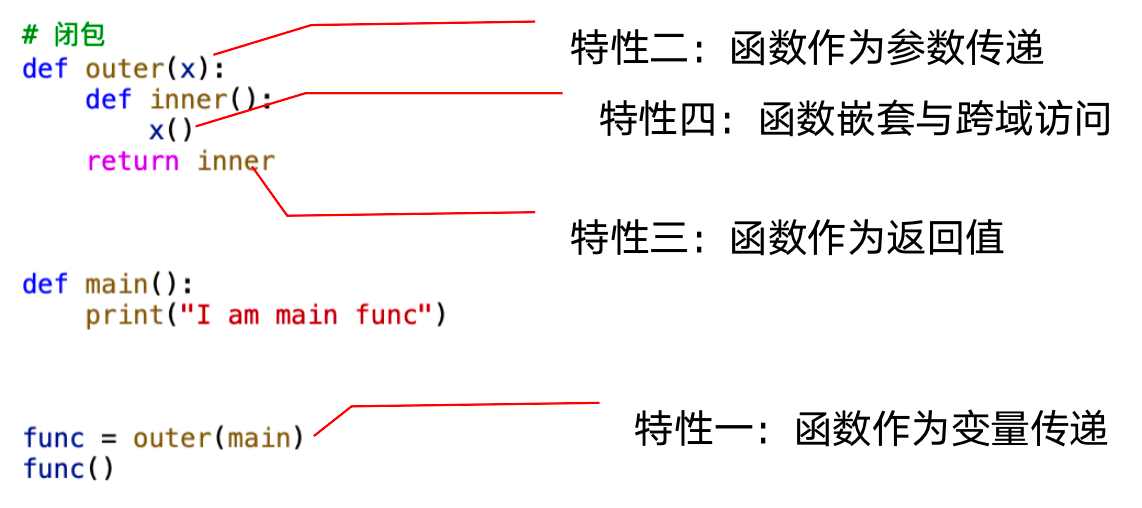 # 闭包
def outer(x):
    def inner():
        x()
    return inner
特性二：函数作为参数传递
特性四：函数嵌套与跨域访问
特性三：函数作为返回值
def main():
    print("I am main func")
func = outer(main)
func()
特性一：函数作为变量传递